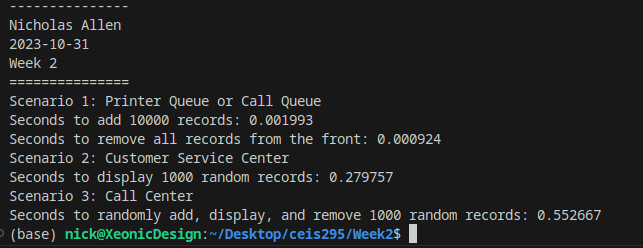 ---------------
Nicholas Allen
2023-10-31
Week 2
===============
Scenario 1: Printer Queue or Call Queue
Seconds to add 10000 records: 0.001993
Seconds to remove all records from the front: 0.000924
Scenario 2: Customer Service Center
Seconds to display 1000 random records: 0.279757
Scenario 3: Call Center
Seconds to randomly add, display, and remove 1000 random records: 0.552667
(base) nick@XeonicDesign:~/Desktop/ceis295/Week2$